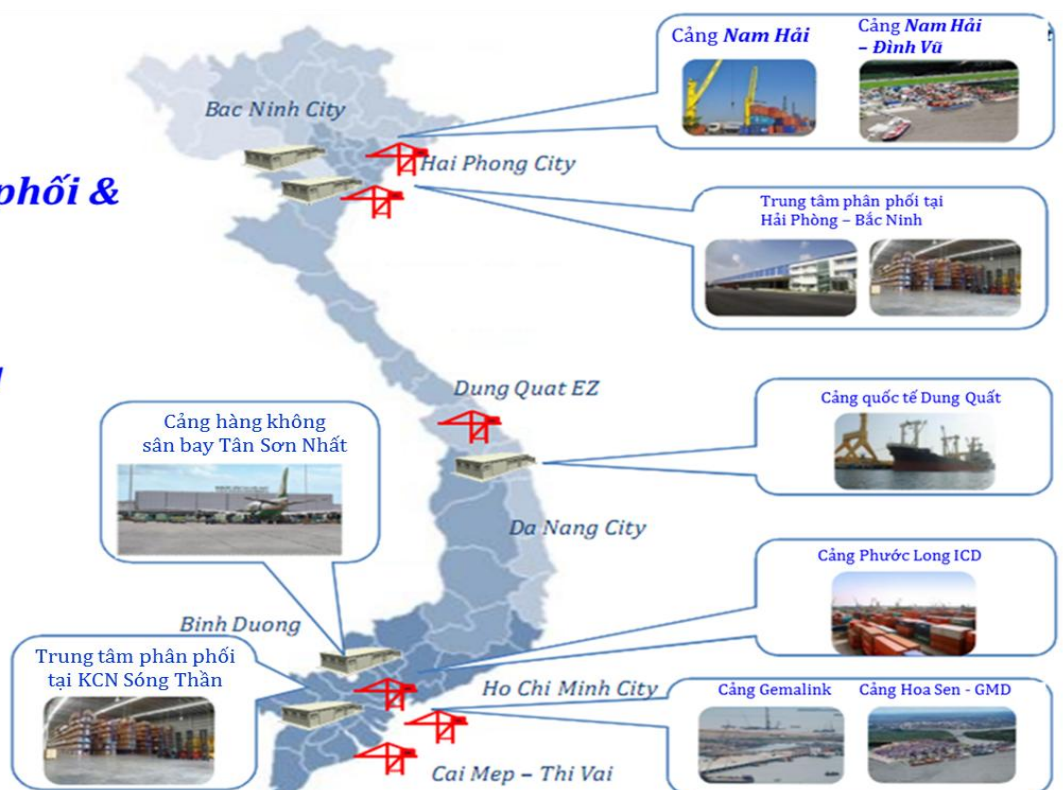 Cảng Nam Hải
Cảng Nam Hải
– Đình Vũ
Bac Ninh City
Hai Phong City
phối &
Trung tâm phân phối tại
Hải Phòng – Bắc Ninh
Dung Quat EZ
Cảng quốc tế Dung Quất
Cảng hàng không
sân bay Tân Sơn Nhất
Da Nang City
Cảng Phước Long ICD
Binh Duong
Trung tâm phân phối
tại KCN Sóng Thần
Ho Chi Minh City
Cảng Gemalink
Cảng Hoa Sen - GMD
Cai Mep – Thi Vai